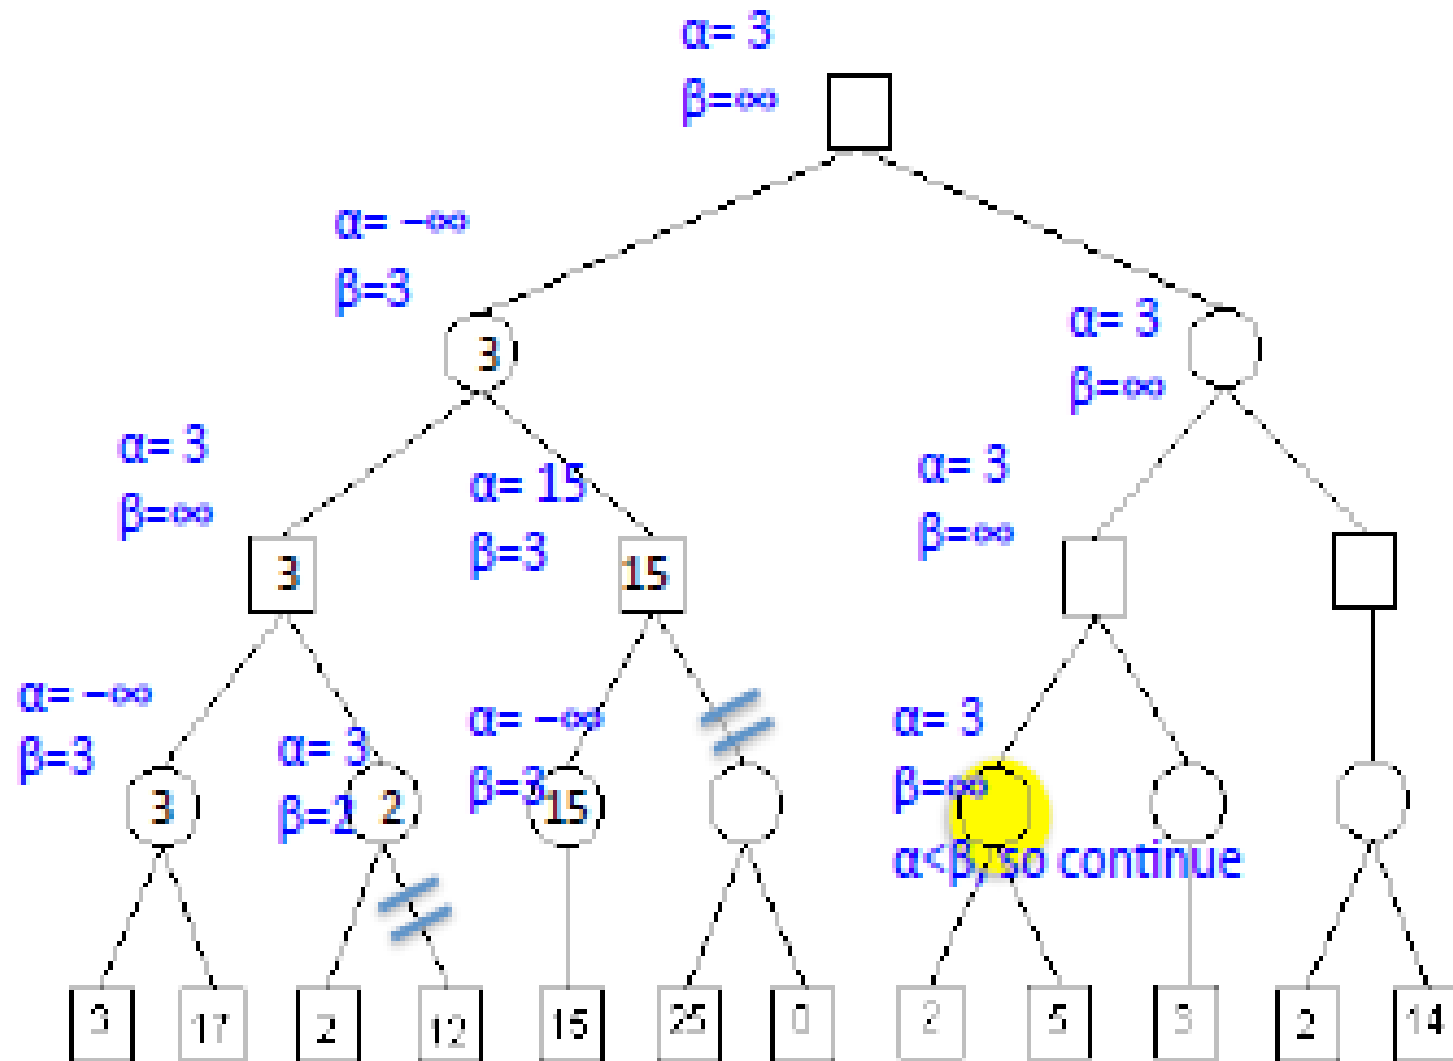 α= 3
β=∞
α= −∞
β=3
3
α= 3
β=∞
α= 3
β=∞
3
α= 15
β=3
15
α= 3
β=∞
α= −∞
β=3
3
α= 3
β=2
2
α= −∞
β=3
15
α= 3
β=∞
α<β, so continue
3 17 2 12 15 25 0 2 5 3 2 14